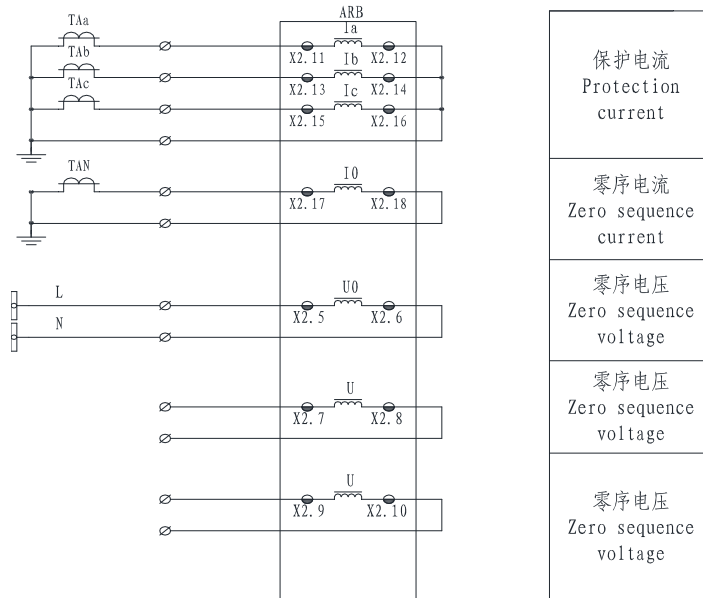 ARB
TAa
Ia
X2.11
X2.12
TAb
Ib
X2.13
X2.14
TAc
Ic
X2.15
X2.16
保护电流
Protection
current
TAN
I0
X2.17
X2.18
零序电流
Zero sequence
current
L
U0
X2.5
X2.6
N
零序电压
Zero sequence
voltage
U
X2.7
X2.8
零序电压
Zero sequence
voltage
U
X2.9
X2.10
零序电压
Zero sequence
voltage